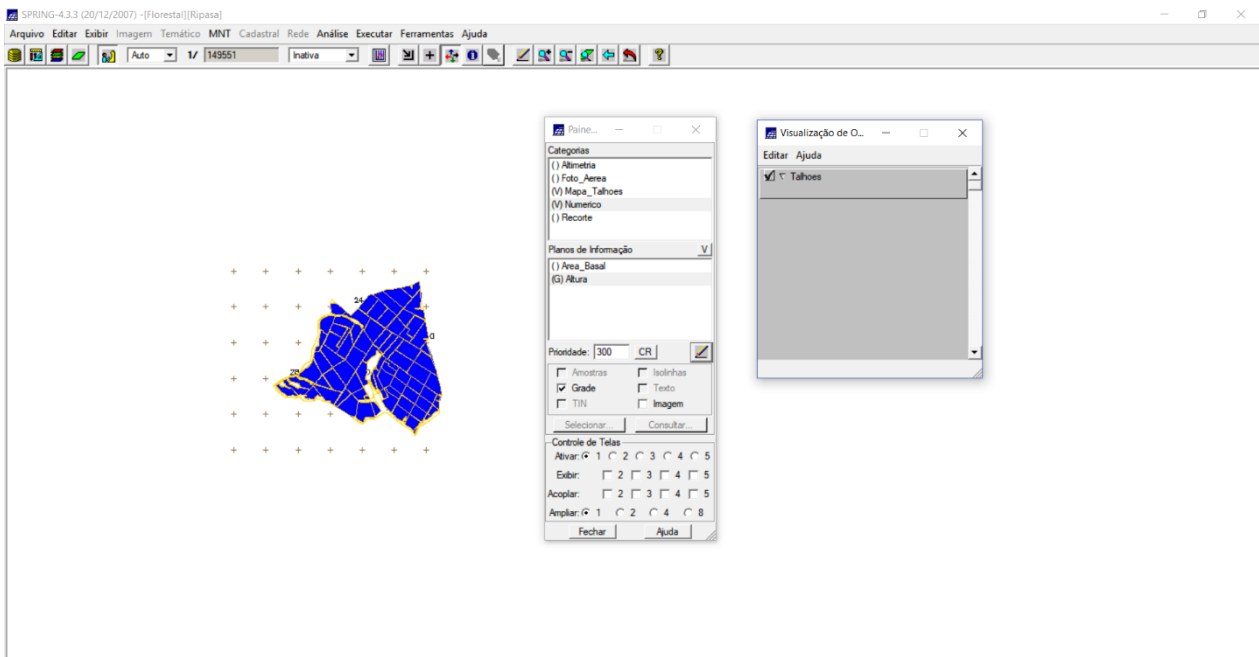 SPRING-4.3.3 (20/12/2007) -[Florestal][Ripasa]
Arquivo Editar Exibir Imagem Temático MNT Cadastral Rede Análise Executar Ferramentas Ajuda
Auto 1/ 149551 Inativa
24
28
Paine...
Categorias
( ) Altimetria
( ) Foto_Aerea
(V) Mapa_Talhoes
(V) Numerico
( ) Recorte
Planos de Informação V
( ) Area_Basal
(G) Altura
Prioridade: 300 CR
Amostras Isolinhas
Grade Texto
TIN Imagem
Selecionar... Consultar...
Controle de Telas
Ativar: 1 2 3 4 5
Exibir: 2 3 4 5
Acoplar: 2 3 4 5
Ampliar: 1 2 4 8
Fechar Ajuda
Visualização de O...
Editar Ajuda
Talhoes